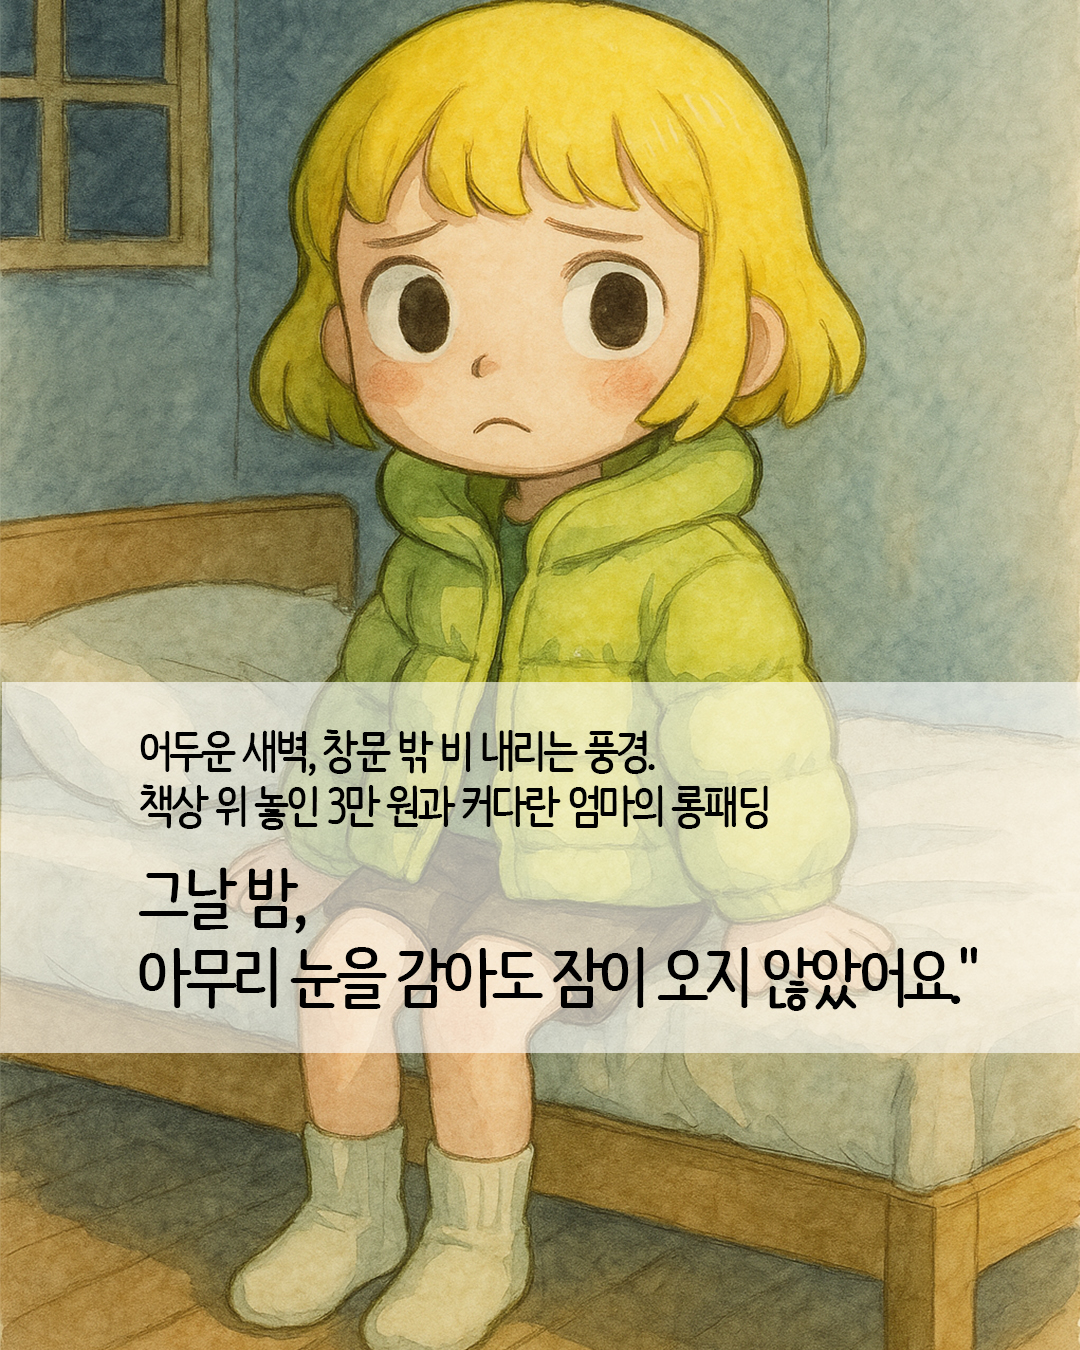 어두운 새벽, 창문 밖 비 내리는 풍경.
책상 위 놓인 3만 원과 커다란 엄마의 롱패딩
그날 밤,
아무리 눈을 감아도 잠이 오지 않았어요."